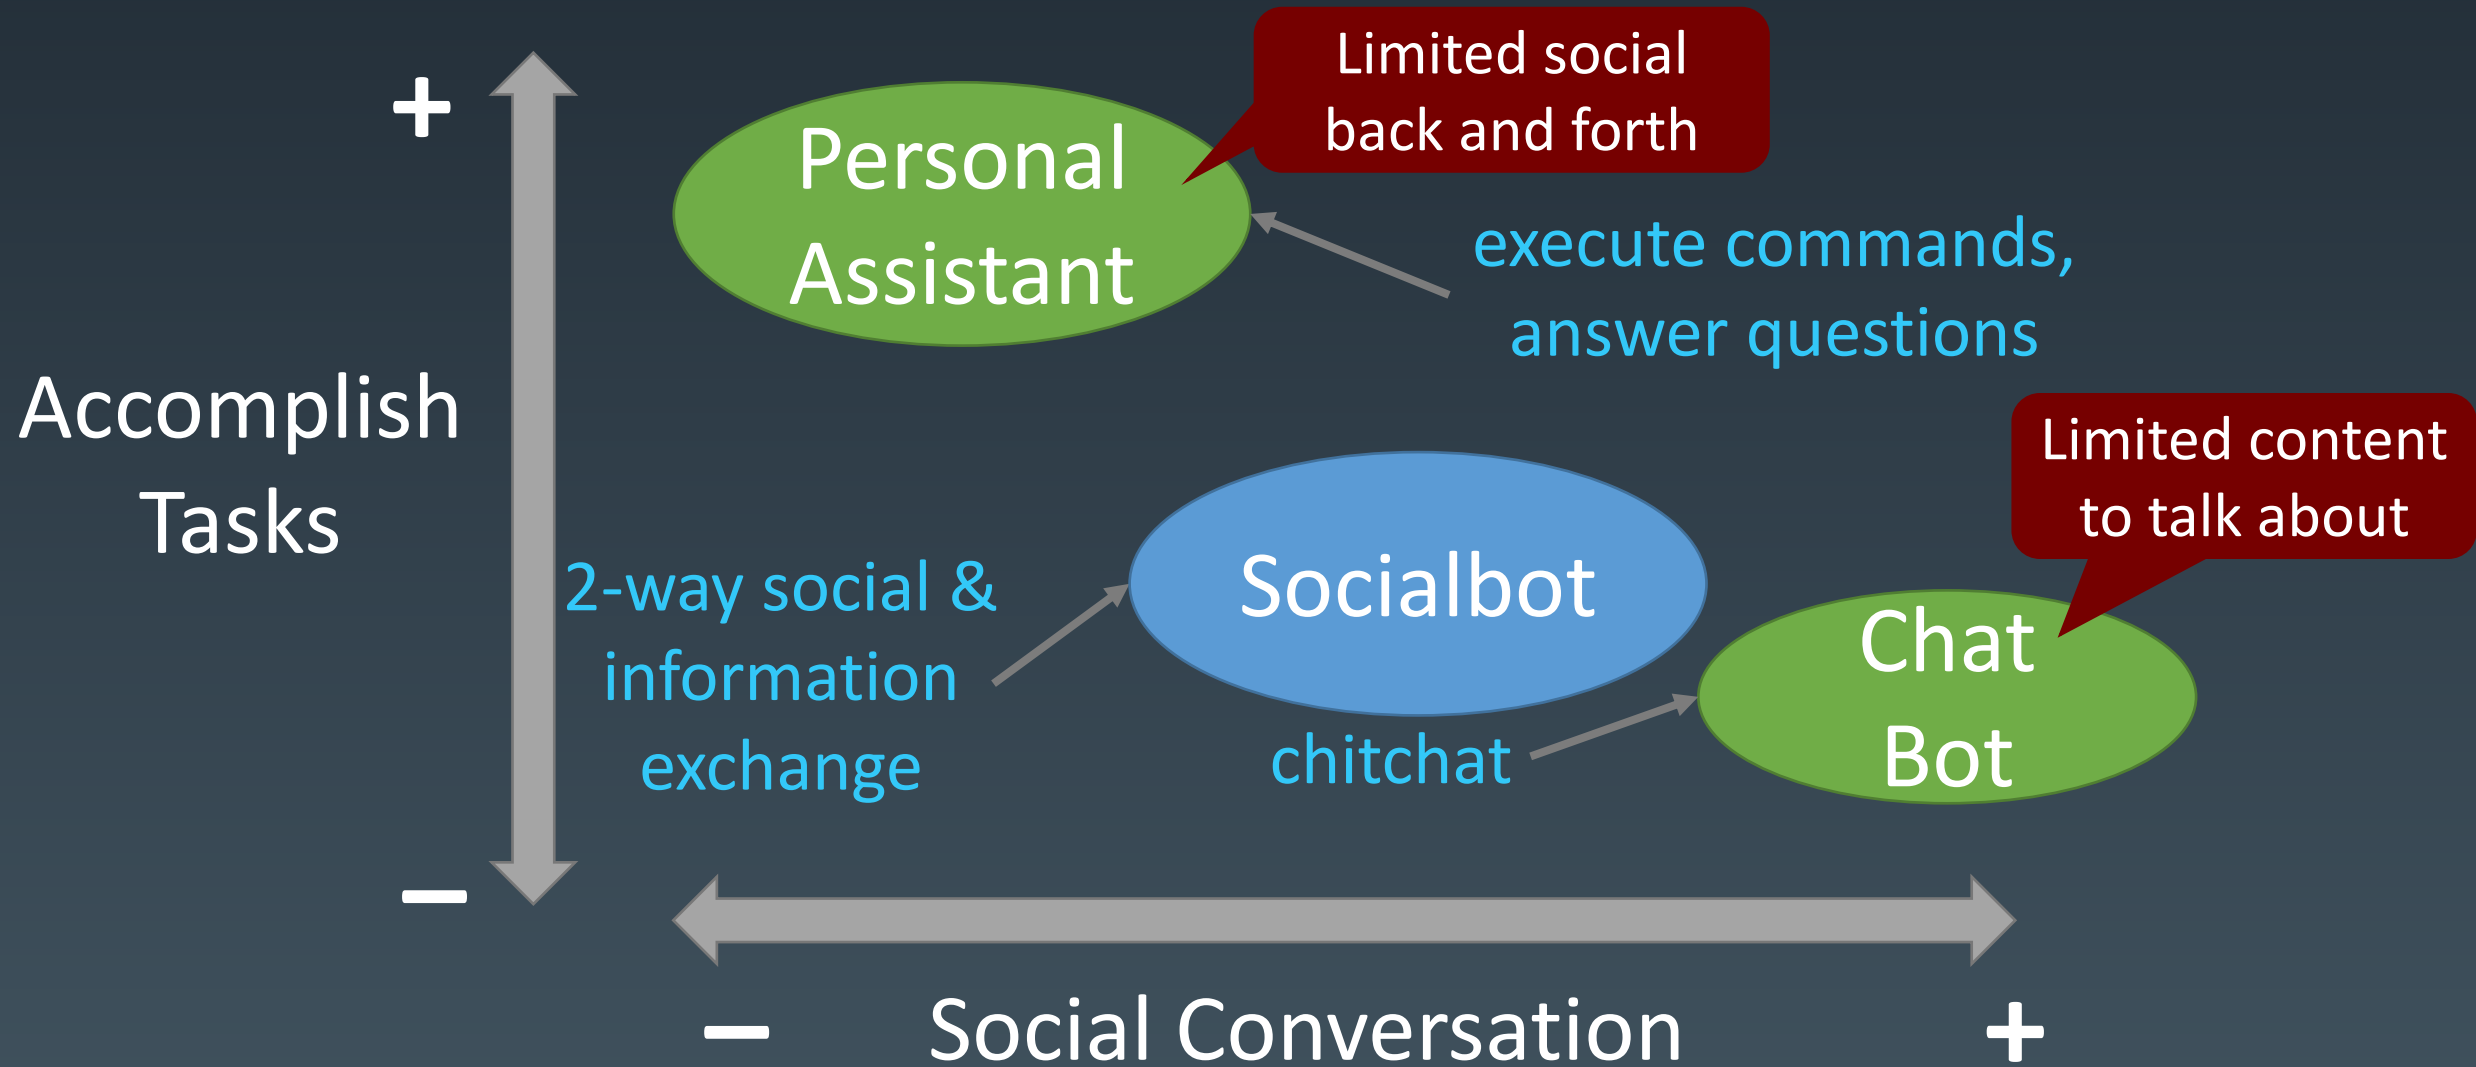 +
Limited social
back and forth
Personal
Assistant
execute commands,
answer questions
Accomplish
Tasks
Limited content
to talk about
Socialbot
2-way social &
information
exchange
Chat
Bot
chitchat
–
– Social Conversation +